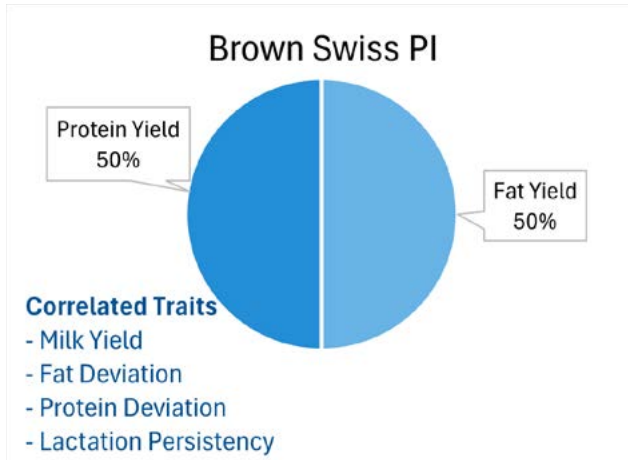 Brown Swiss PI
Protein Yield
50%
Fat Yield
50%
Correlated Traits
- Milk Yield
- Fat Deviation
- Protein Deviation
- Lactation Persistency